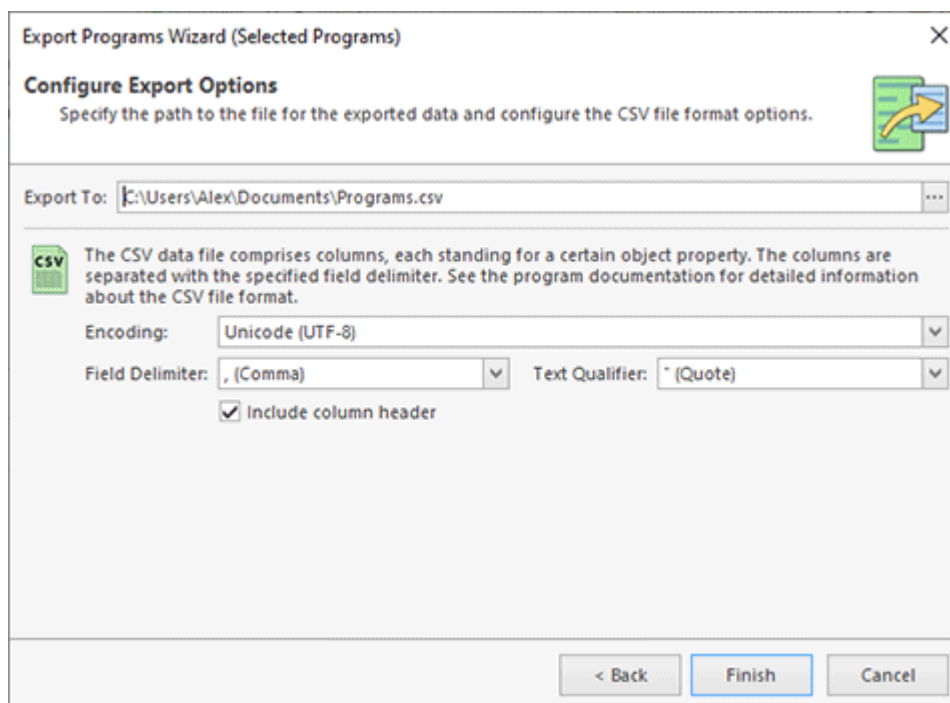 Export Programs Wizard (Selected Programs)
Configure Export Options
Specify the path to the file for the exported data and configure the CSV file format options.
Export To: C:\Users\Alex\Documents\Programs.csv ...
CSV
The CSV data file comprises columns, each standing for a certain object property. The columns are
separated with the specified field delimiter. See the program documentation for detailed information
about the CSV file format.
Encoding: Unicode (UTF-8)
Field Delimiter: , (Comma) Text Qualifier: " (Quote)
Include column header
< Back Finish Cancel